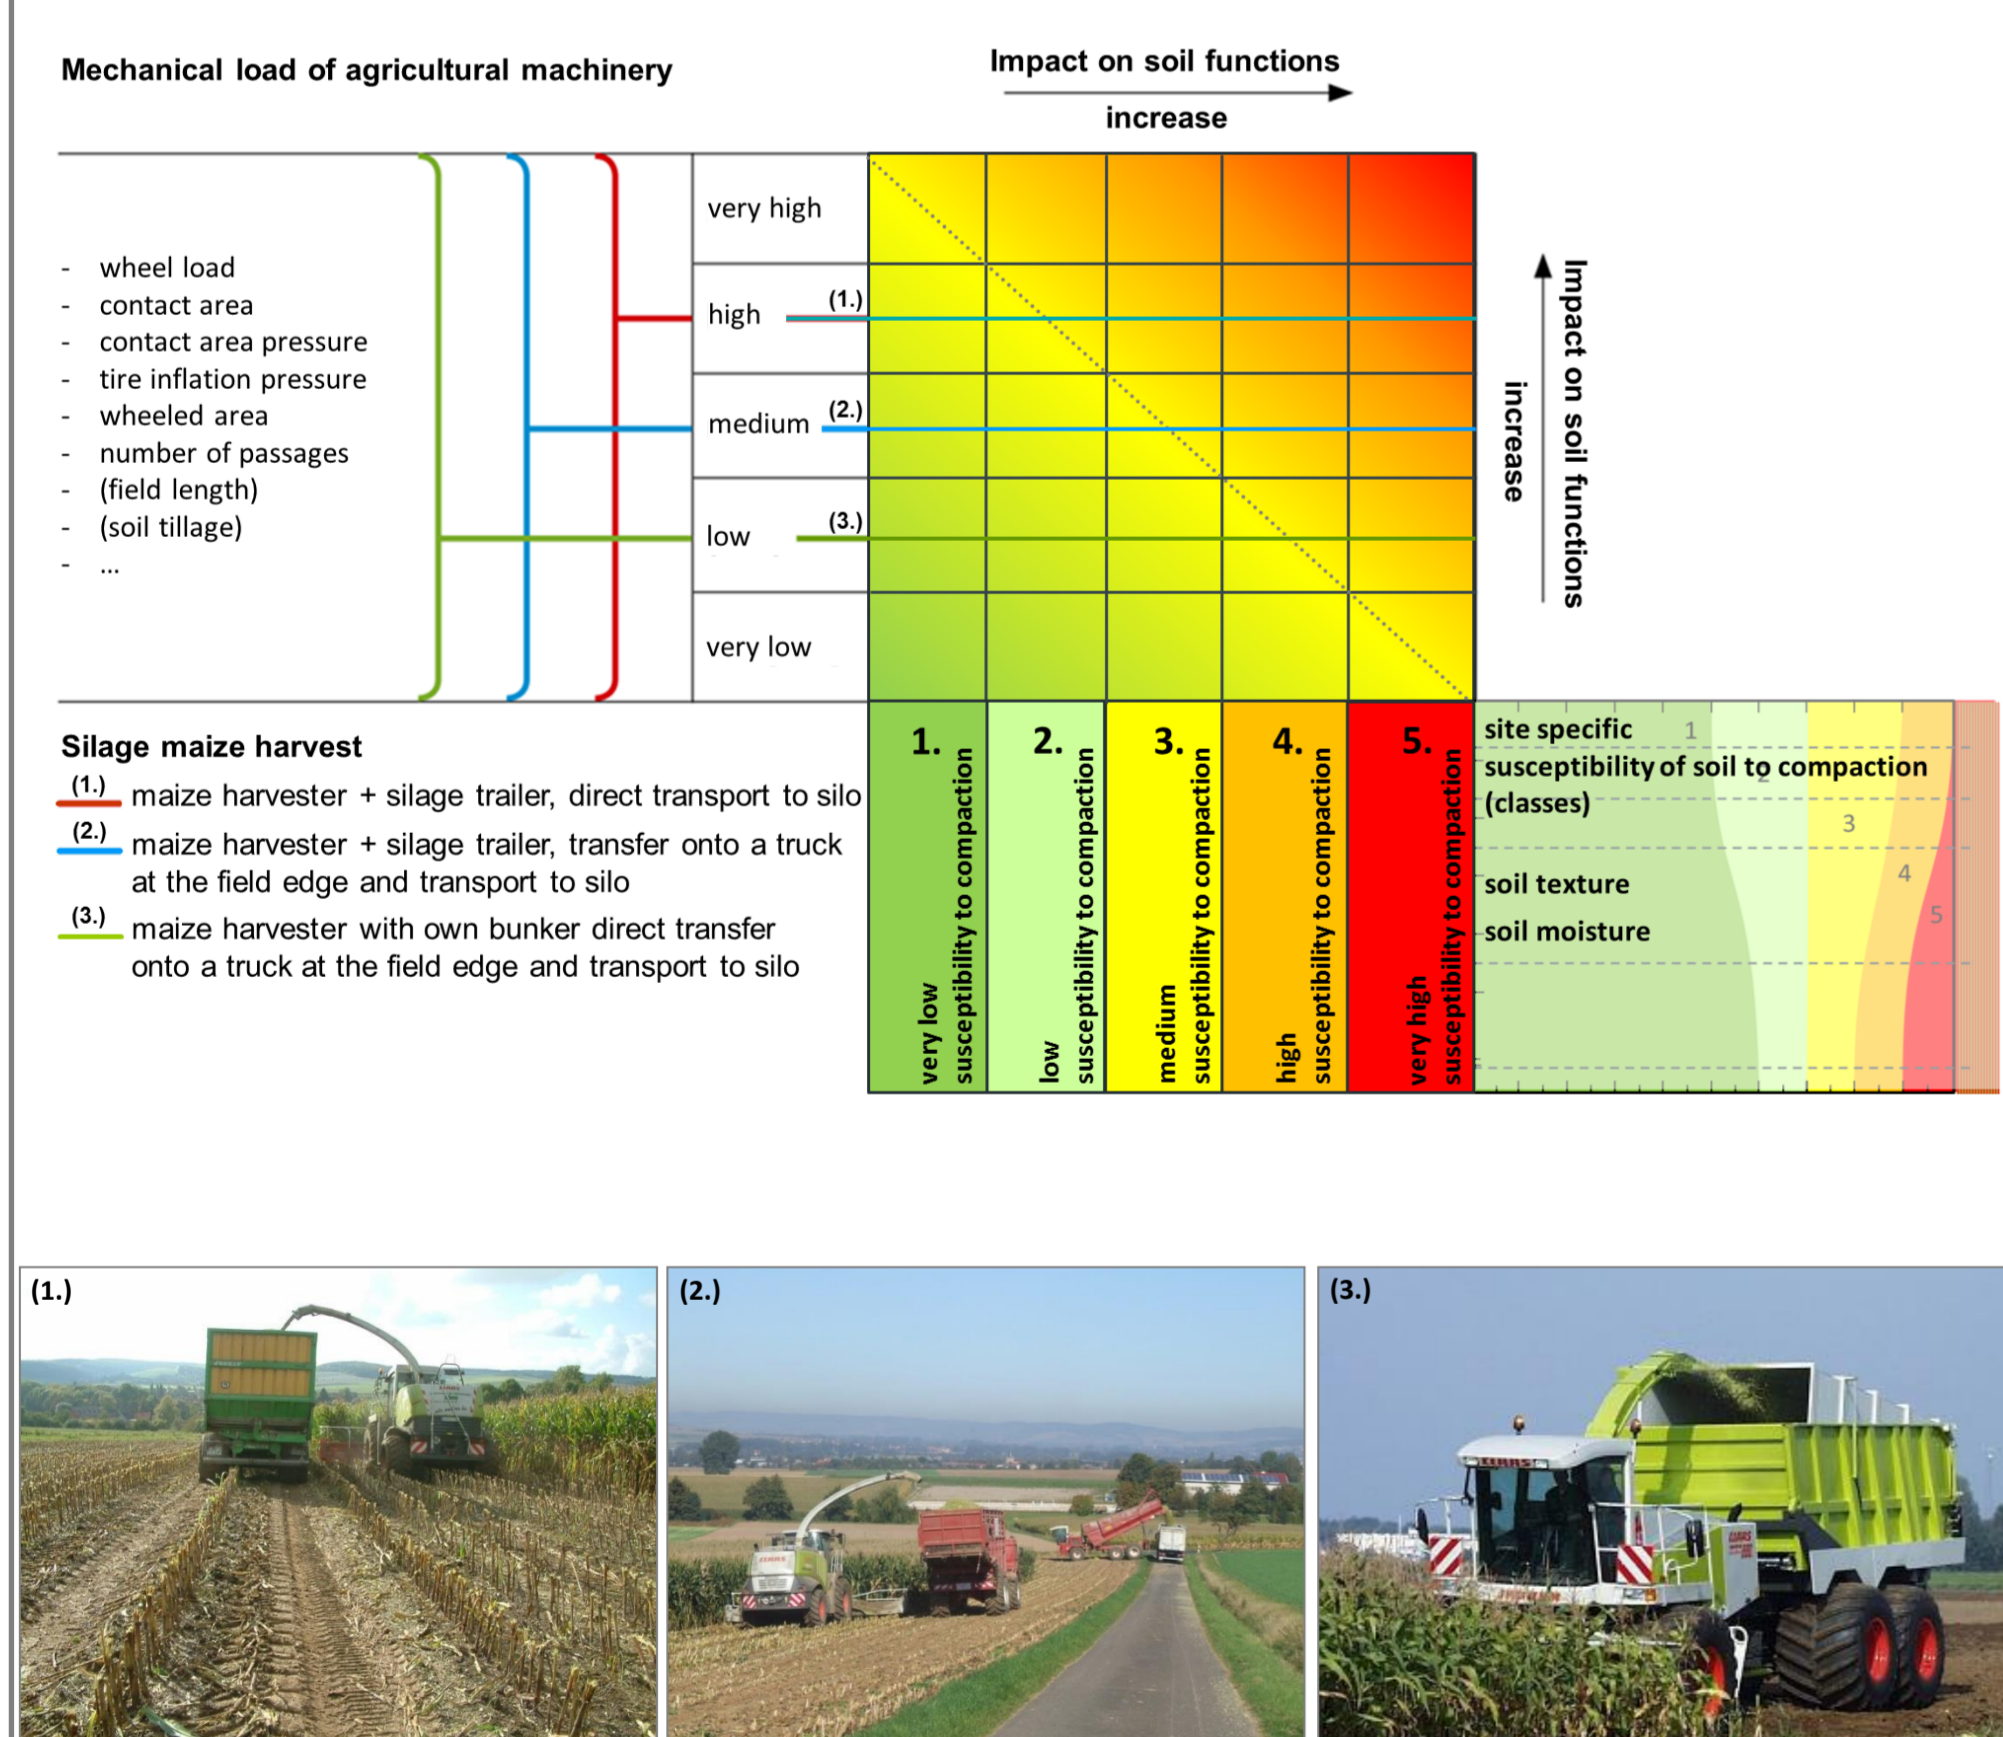 Mechanical load of agricultural machinery
Impact on soil functions
increase
- wheel load
- contact area
- contact area pressure
- tire inflation pressure
- wheeled area
- number of passages
- (field length)
- (soil tillage)
- ...
very high
high (1.)
medium (2.)
low (3.)
very low
Impact on soil functions
increase
Silage maize harvest
(1.) maize harvester + silage trailer, direct transport to silo
(2.) maize harvester + silage trailer, transfer onto a truck
at the field edge and transport to silo
(3.) maize harvester with own bunker direct transfer
onto a truck at the field edge and transport to silo
1.
very low
susceptibility to compaction
2.
low
susceptibility to compaction
3.
medium
susceptibility to compaction
4.
high
susceptibility to compaction
5.
very high
susceptibility to compaction
site specific 1
susceptibility of soil to compaction
2
(classes)
3
4
soil texture
5
soil moisture
(1.)
(2.)
(3.)
CLAAS
CLAAS
CLAAS
CLAAS